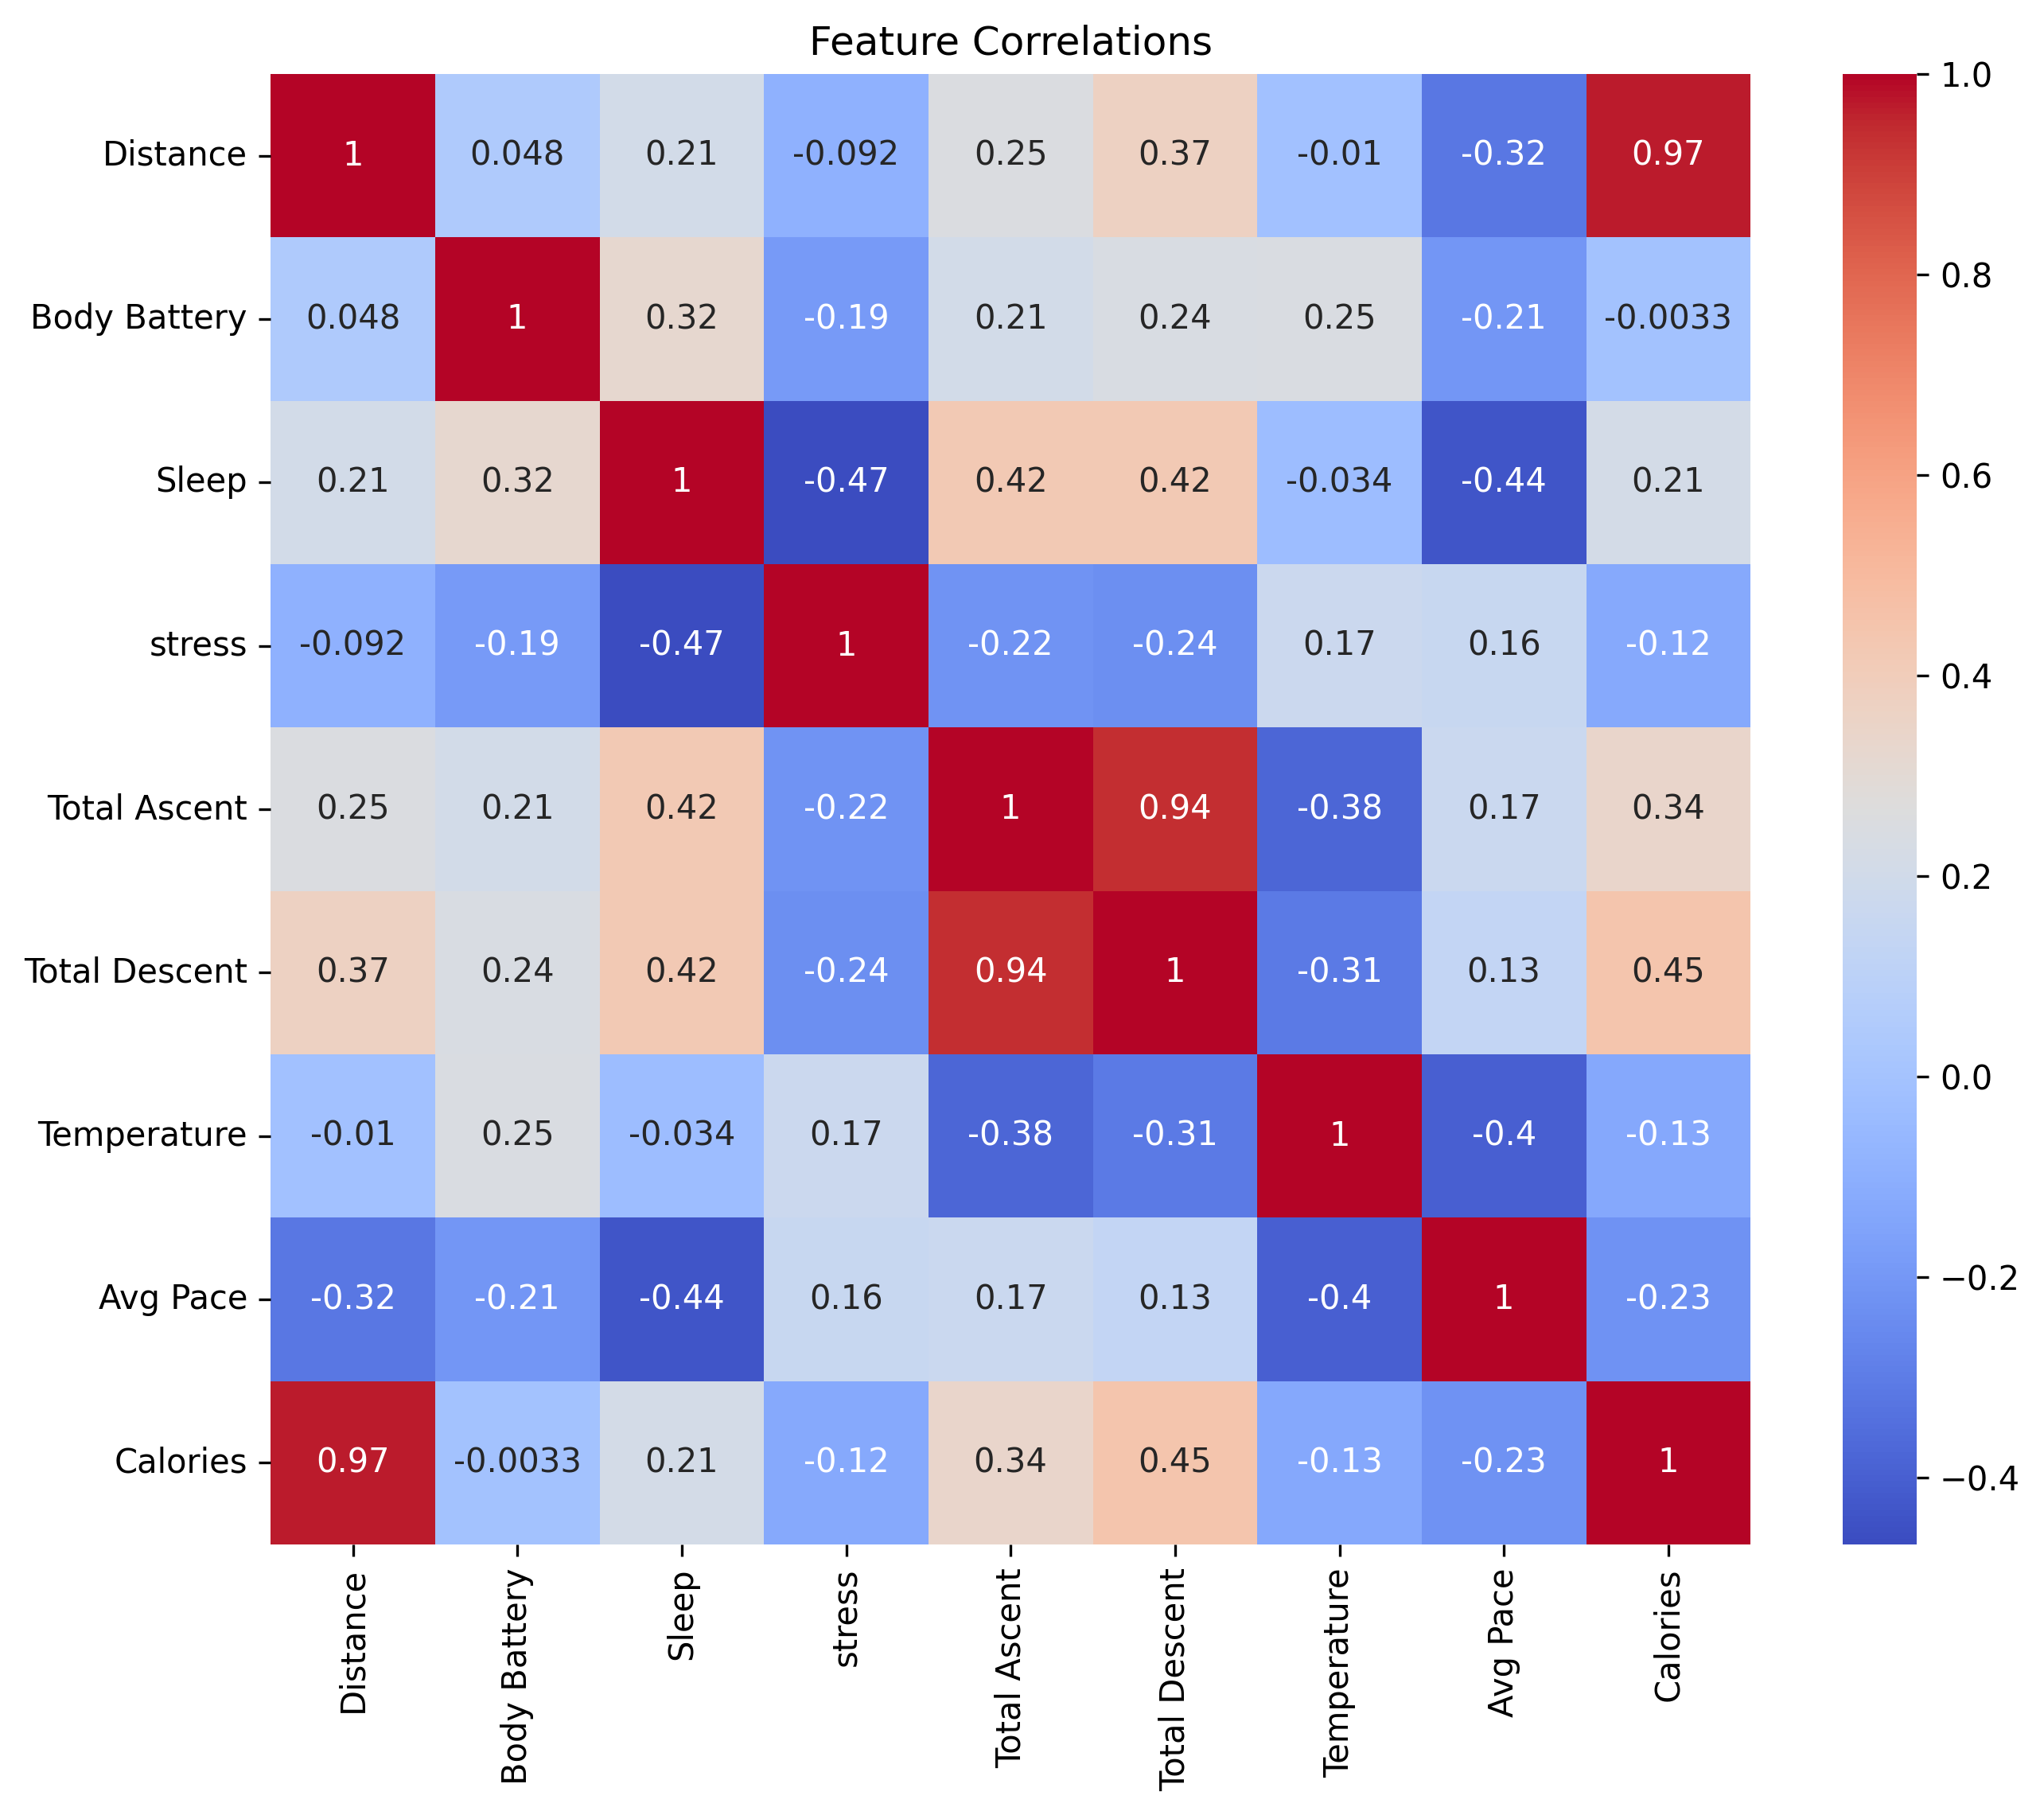 Feature Correlations
Distance 1 0.048 0.21 -0.092 0.25 0.37 -0.01 -0.32 0.97
Body Battery 0.048 1 0.32 -0.19 0.21 0.24 0.25 -0.21 -0.0033
Sleep 0.21 0.32 1 -0.47 0.42 0.42 -0.034 -0.44 0.21
stress -0.092 -0.19 -0.47 1 -0.22 -0.24 0.17 0.16 -0.12
Total Ascent 0.25 0.21 0.42 -0.22 1 0.94 -0.38 0.17 0.34
Total Descent 0.37 0.24 0.42 -0.24 0.94 1 -0.31 0.13 0.45
Temperature -0.01 0.25 -0.034 0.17 -0.38 -0.31 1 -0.4 -0.13
Avg Pace -0.32 -0.21 -0.44 0.16 0.17 0.13 -0.4 1 -0.23
Calories 0.97 -0.0033 0.21 -0.12 0.34 0.45 -0.13 -0.23 1
Distance
Body Battery
Sleep
stress
Total Ascent
Total Descent
Temperature
Avg Pace
Calories
1.0
0.8
0.6
0.4
0.2
0.0
−0.2
−0.4